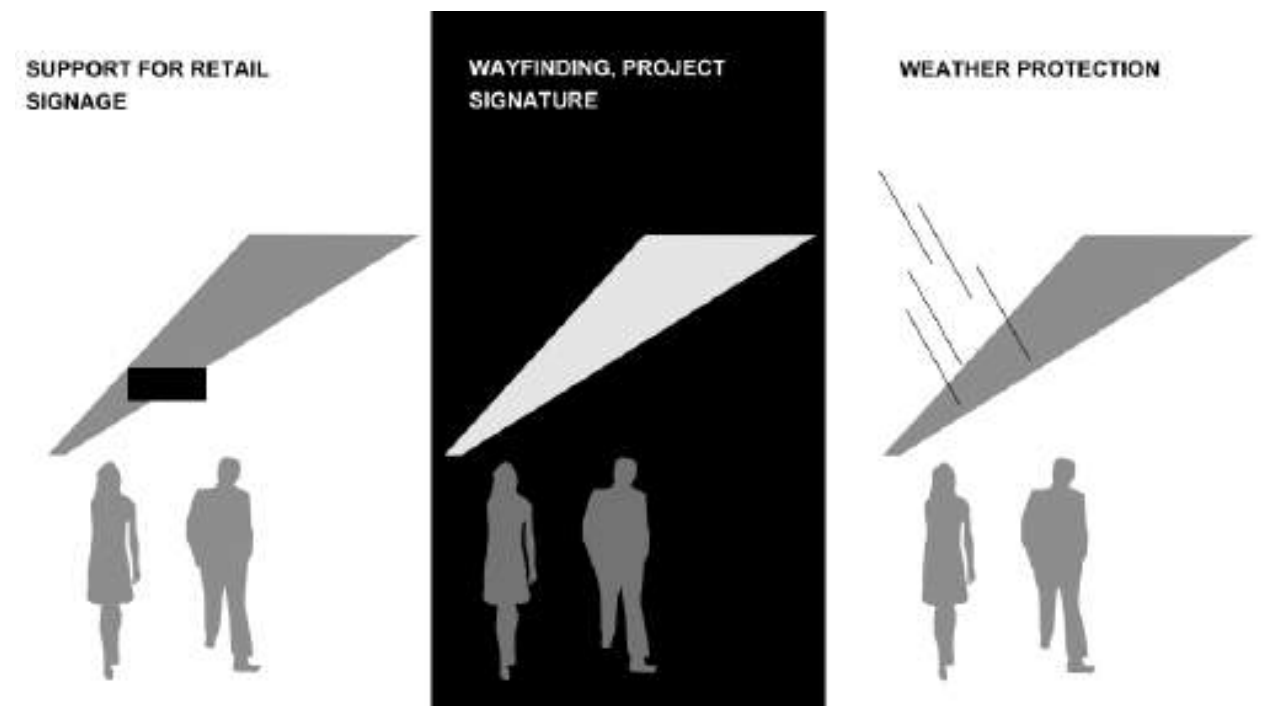 SUPPORT FOR RETAIL
SIGNAGE
WAYFINDING, PROJECT
SIGNATURE
WEATHER PROTECTION